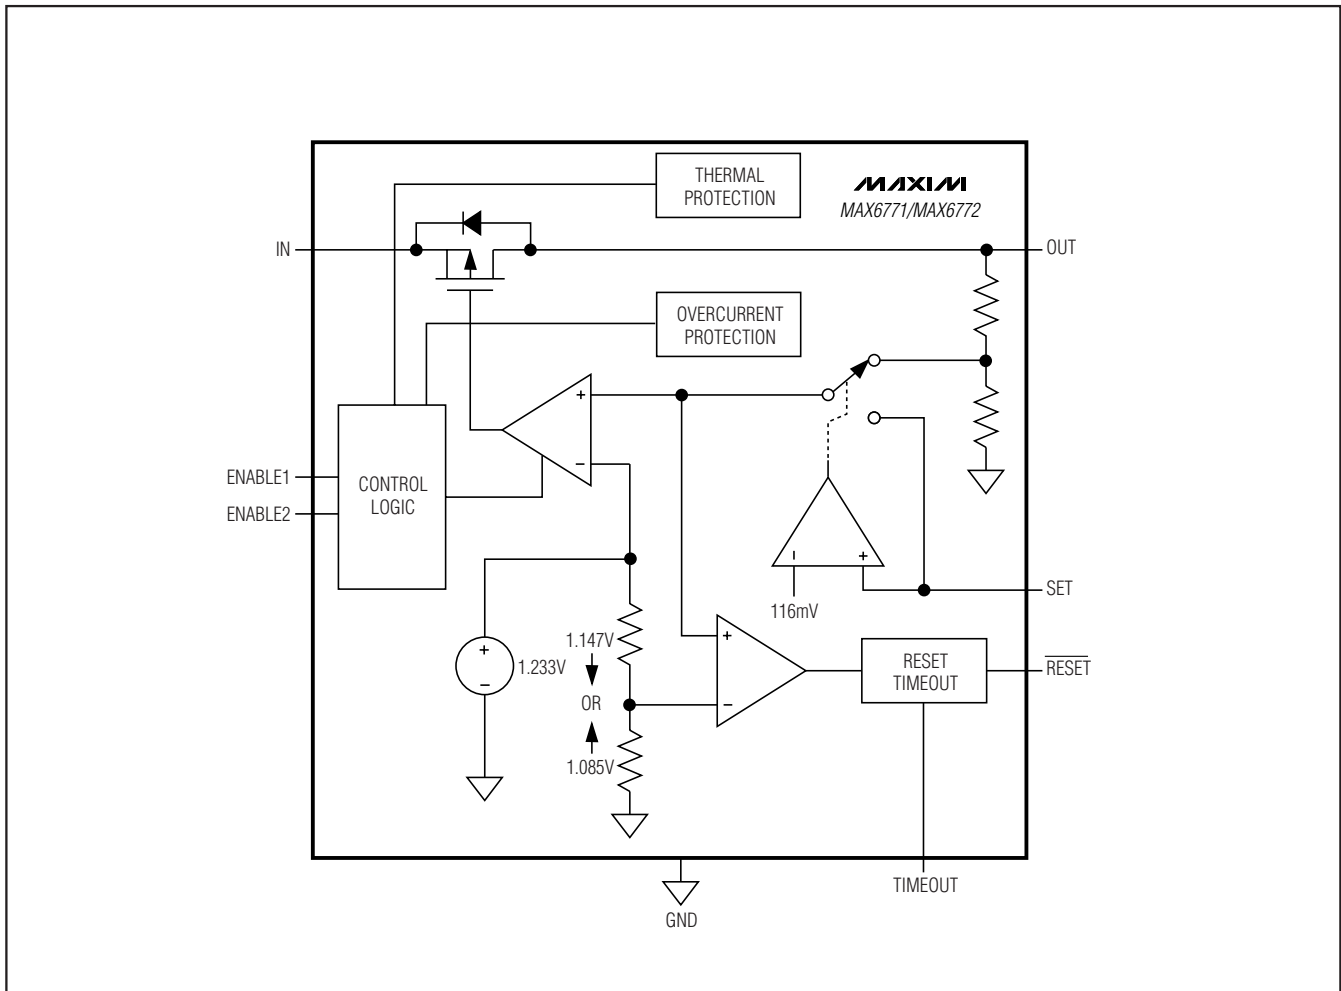 THERMAL
PROTECTION
MAXIM
MAX6771/MAX6772
IN
OUT
OVERCURRENT
PROTECTION
+
−
ENABLE1
ENABLE2
CONTROL
LOGIC
−
+
116mV
SET
1.147V
+
−
1.233V
OR
1.085V
+
−
RESET
TIMEOUT
RESET
TIMEOUT
GND